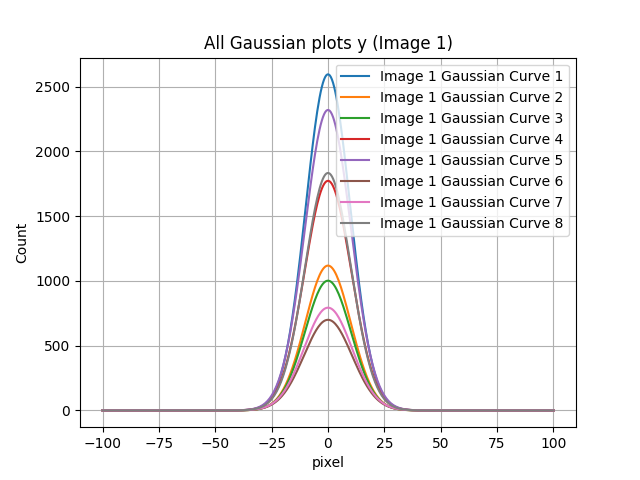 All Gaussian plots y (Image 1)
Image 1 Gaussian Curve 1
Image 1 Gaussian Curve 2
Image 1 Gaussian Curve 3
Image 1 Gaussian Curve 4
Image 1 Gaussian Curve 5
Image 1 Gaussian Curve 6
Image 1 Gaussian Curve 7
Image 1 Gaussian Curve 8
Count
2500
2000
1500
1000
500
0
−100 −75 −50 −25 0 25 50 75 100
pixel